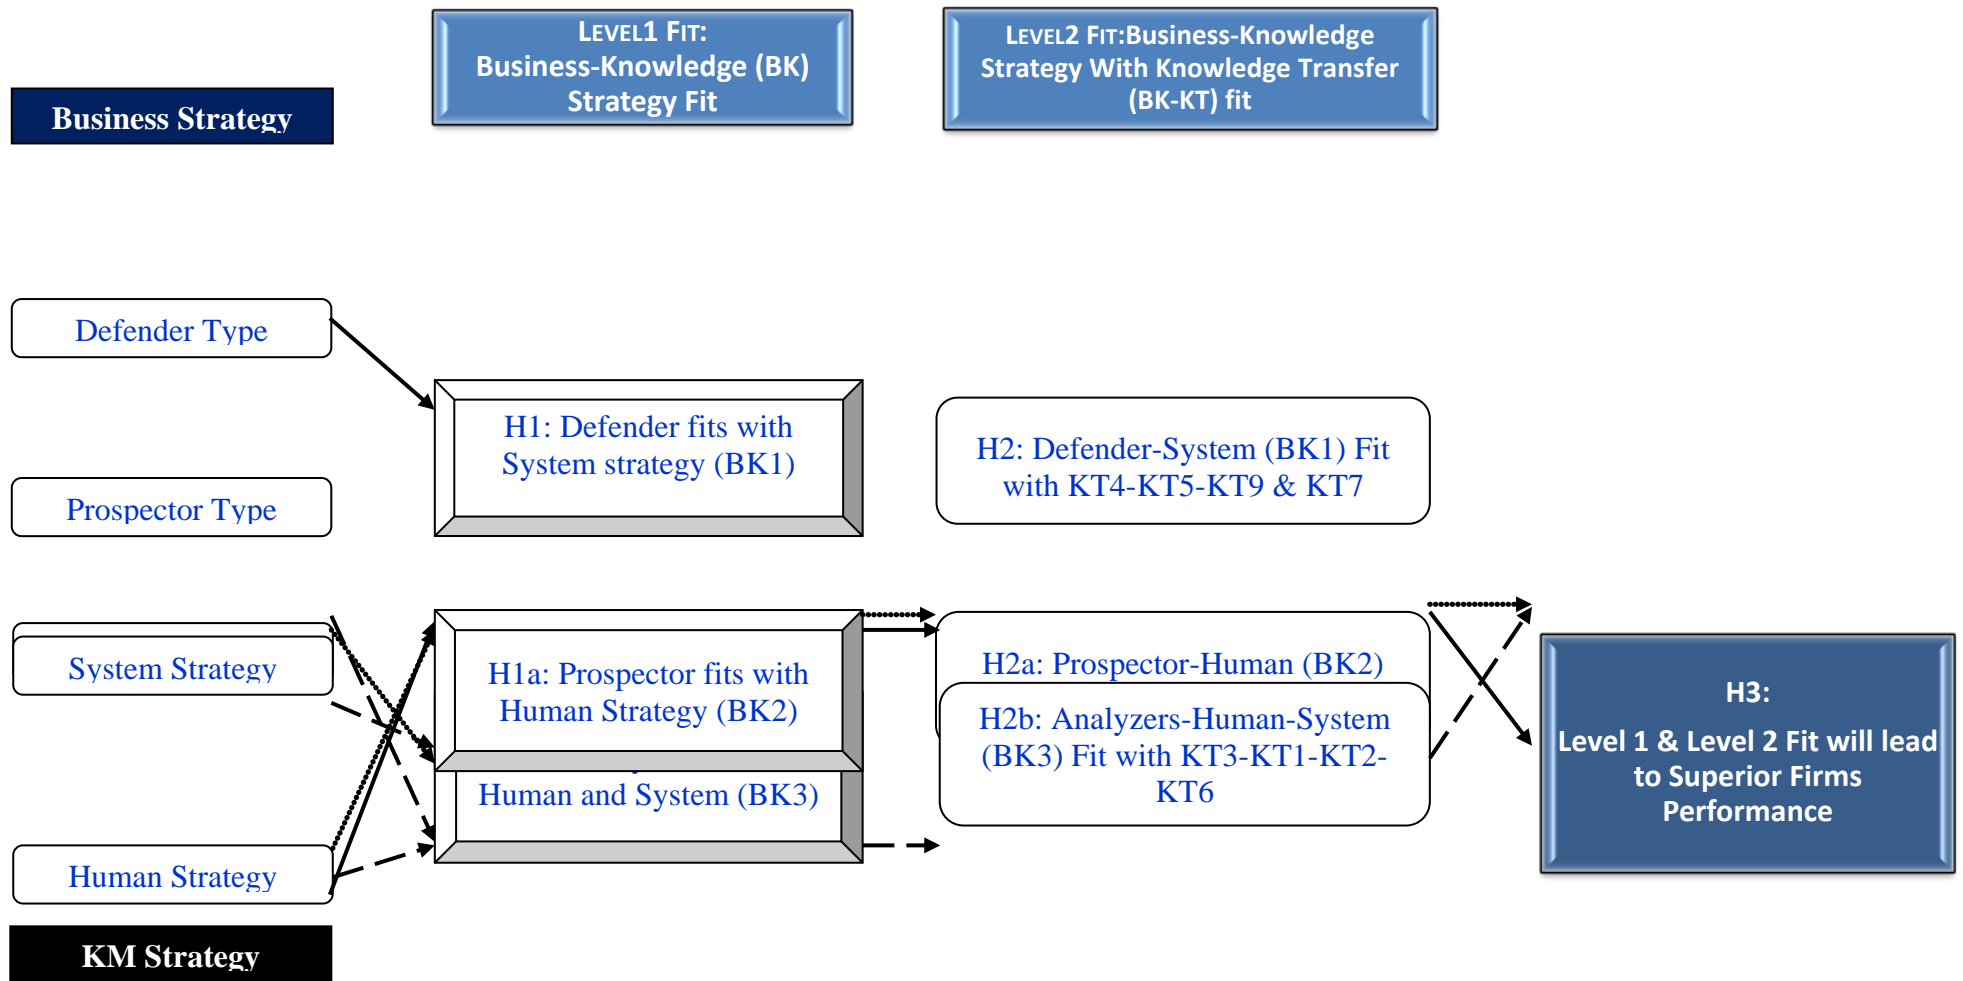 LEVEL1 FIT:
Business-Knowledge (BK)
Strategy Fit
LEVEL2 FIT:Business-Knowledge
Strategy With Knowledge Transfer
(BK-KT) fit
Business Strategy
Defender Type
H1: Defender fits with
System strategy (BK1)
H2: Defender-System (BK1) Fit
with KT4-KT5-KT9 & KT7
Prospector Type
System Strategy
H1a: Prospector fits with
Human Strategy (BK2)
Human and System (BK3)
H2a: Prospector-Human (BK2)
H2b: Analyzers-Human-System
(BK3) Fit with KT3-KT1-KT2-
KT6
H3:
Level 1 & Level 2 Fit will lead
to Superior Firms
Performance
Human Strategy
KM Strategy